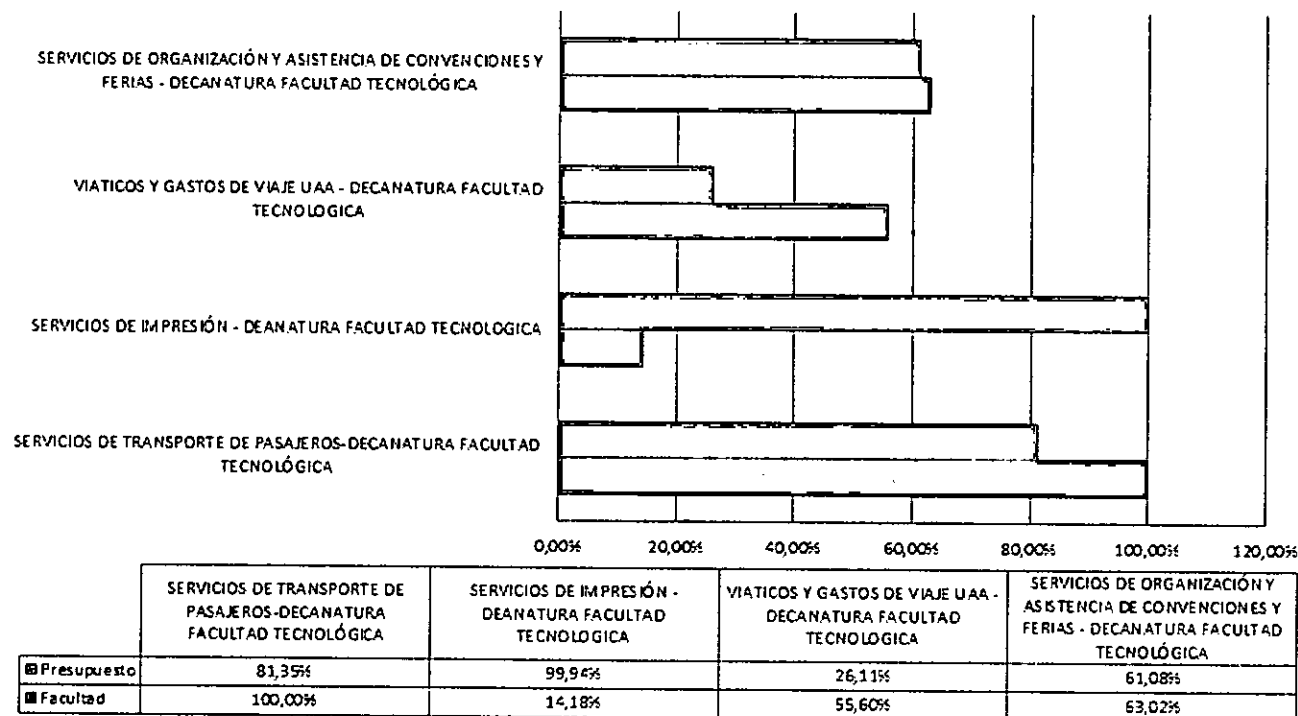 SERVICIOS DE ORGANIZACIÓN Y ASISTENCIA DE CONVENCIONES Y
FERIAS - DECANATURA FACULTAD TECNOLÓGICA
VIATICOS Y GASTOS DE VIAJE UAA - DECANATURA FACULTAD
TECNOLOGICA
SERVICIOS DE IMPRESIÓN - DEANATURA FACULTAD TECNOLOGICA
SERVICIOS DE TRANSPORTE DE PASAJEROS-DECANATURA FACULTAD
TECNOLÓGICA
0,00% 20,00% 40,00% 60,00% 80,00% 100,00% 120,00%
SERVICIOS DE TRANSPORTE DE
PASAJEROS-DECANATURA
FACULTAD TECNOLÓGICA
SERVICIOS DE IMPRESIÓN -
DEANATURA FACULTAD
TECNOLOGICA
VIATICOS Y GASTOS DE VIAJE UAA -
DECANATURA FACULTAD
TECNOLOGICA
SERVICIOS DE ORGANIZACIÓN Y
ASISTENCIA DE CONVENCIONES Y
FERIAS - DECANATURA FACULTAD
TECNOLÓGICA
Presupuesto 81,35% 99,94% 26,11% 61,08%
Facultad 100,00% 14,18% 55,60% 63,02%